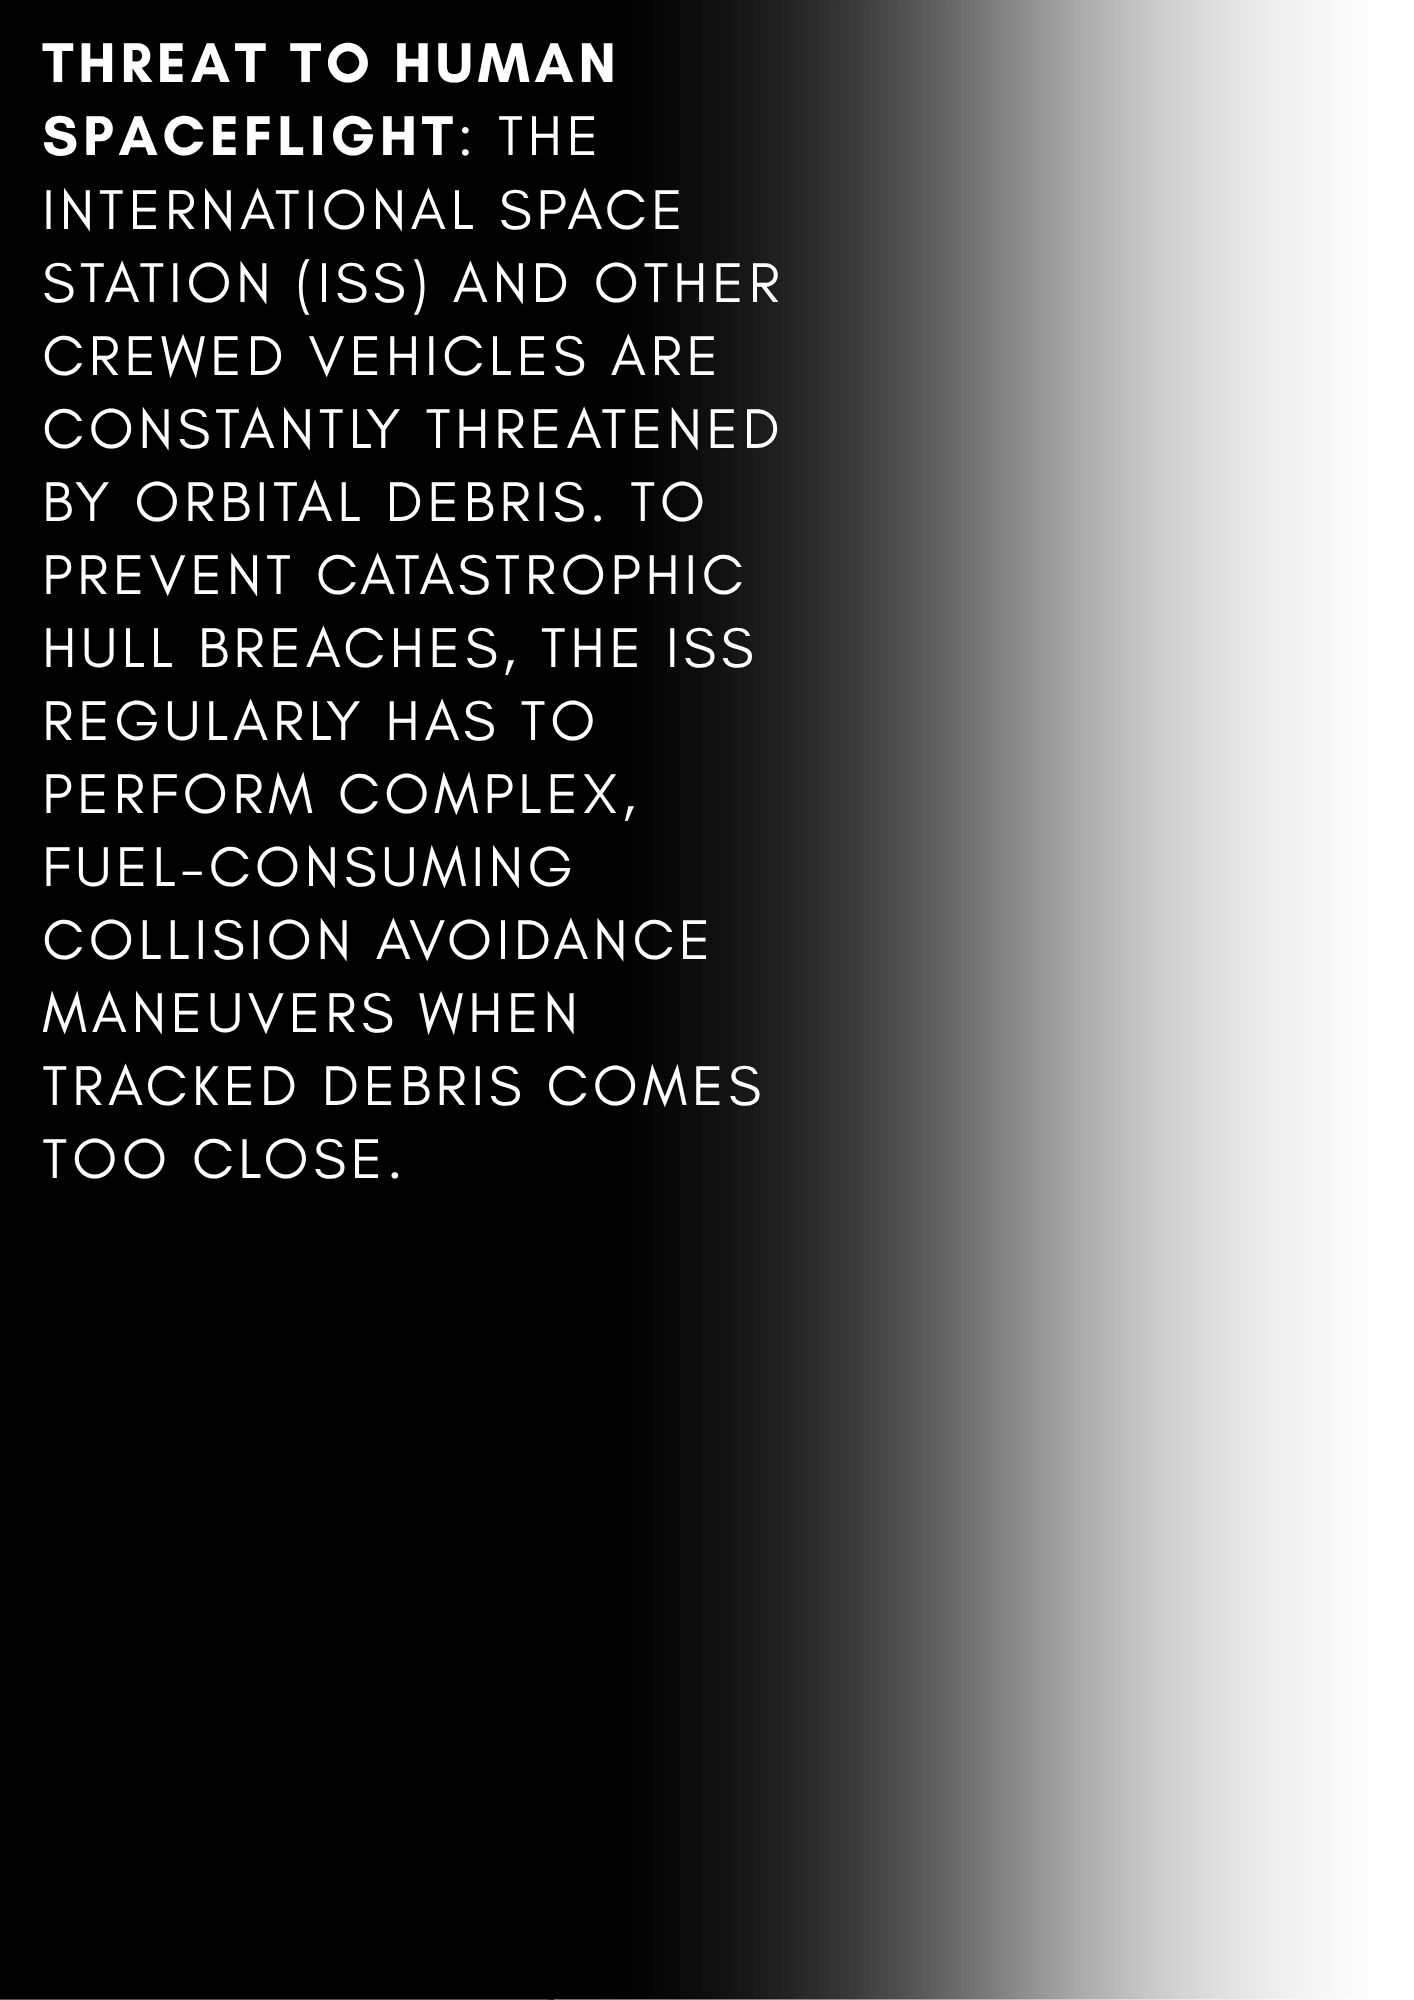 THREAT TO HUMAN
SPACEFLIGHT: THE
INTERNATIONAL SPACE
STATION (ISS) AND OTHER
CREWED VEHICLES ARE
CONSTANTLY THREATENED
BY ORBITAL DEBRIS. TO
PREVENT CATASTROPHIC
HULL BREACHES, THE ISS
REGULARLY HAS TO
PERFORM COMPLEX,
FUEL-CONSUMING
COLLISION AVOIDANCE
MANEUVERS WHEN
TRACKED DEBRIS COMES
TOO CLOSE.